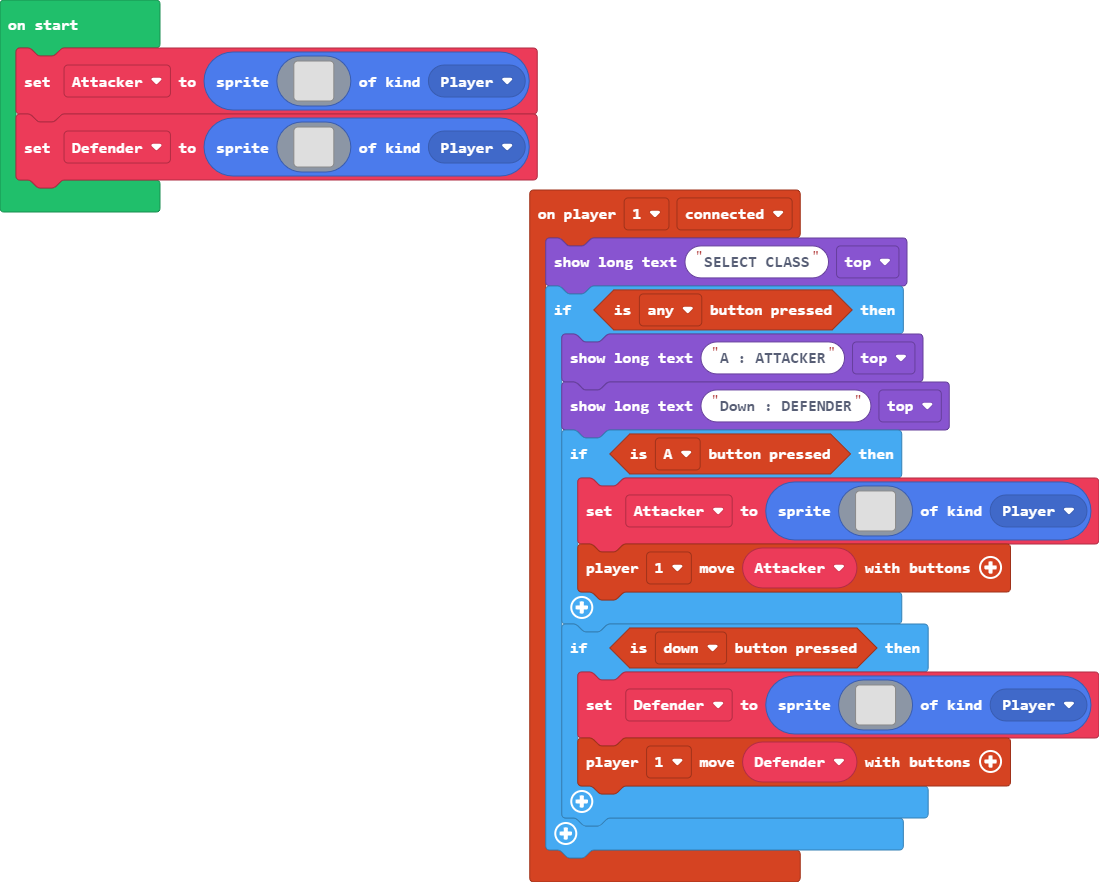 on start
set Attacker to sprite of kind Player
set Defender to sprite of kind Player
on player 1 connected
show long text "SELECT CLASS" top
if is any button pressed then
show long text "A : ATTACKER" top
show long text "Down : DEFENDER" top
if is A button pressed then
set Attacker to sprite of kind Player
player 1 move Attacker with buttons
if is down button pressed then
set Defender to sprite of kind Player
player 1 move Defender with buttons